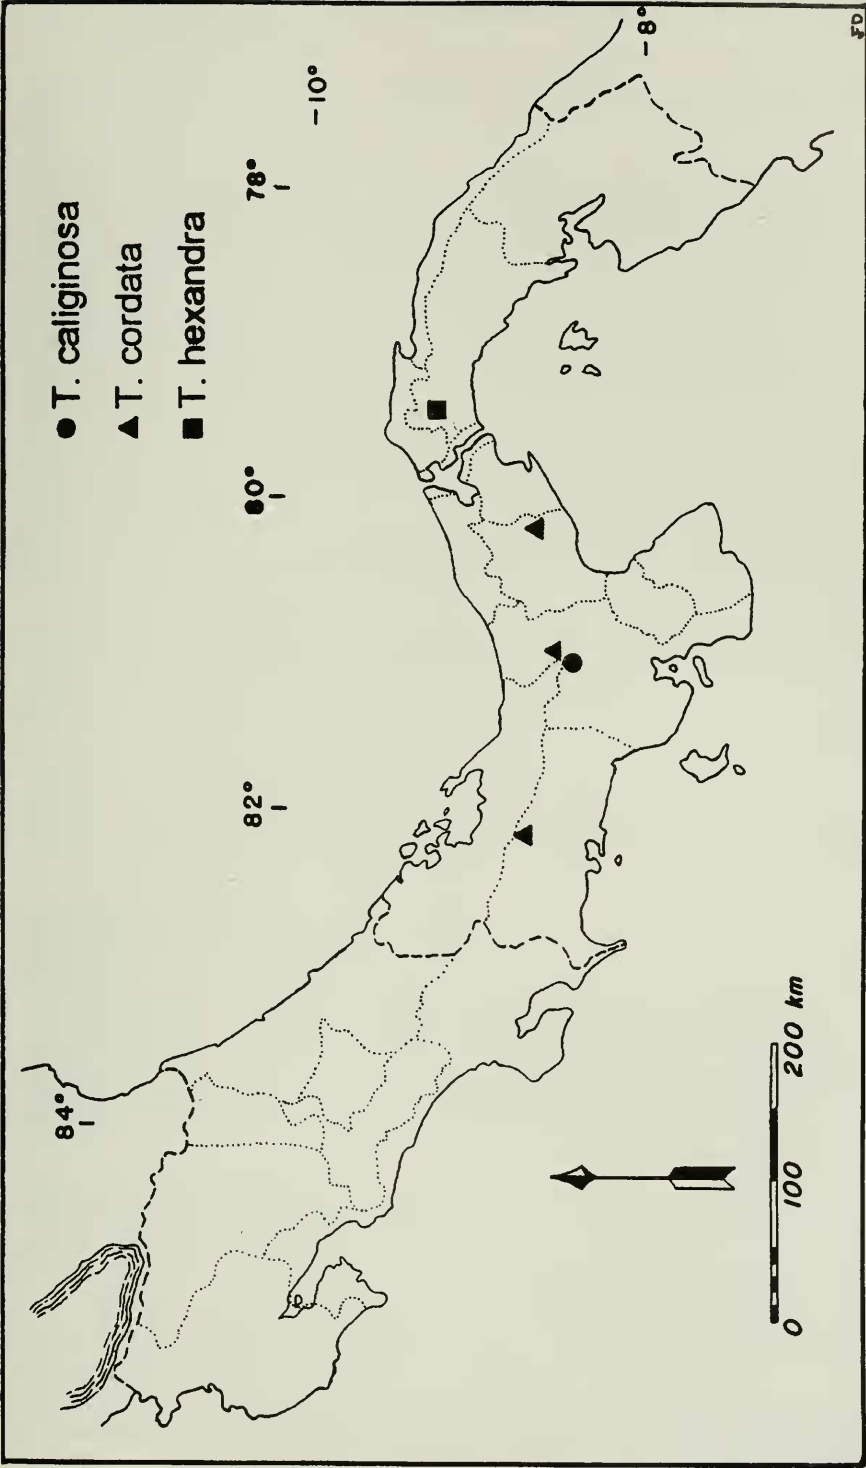 ● T. caliginosa
▲ T. cordata
■ T. hexandra
84°
82°
80°
78°
–10°
–8°
0 100 200 km
FD